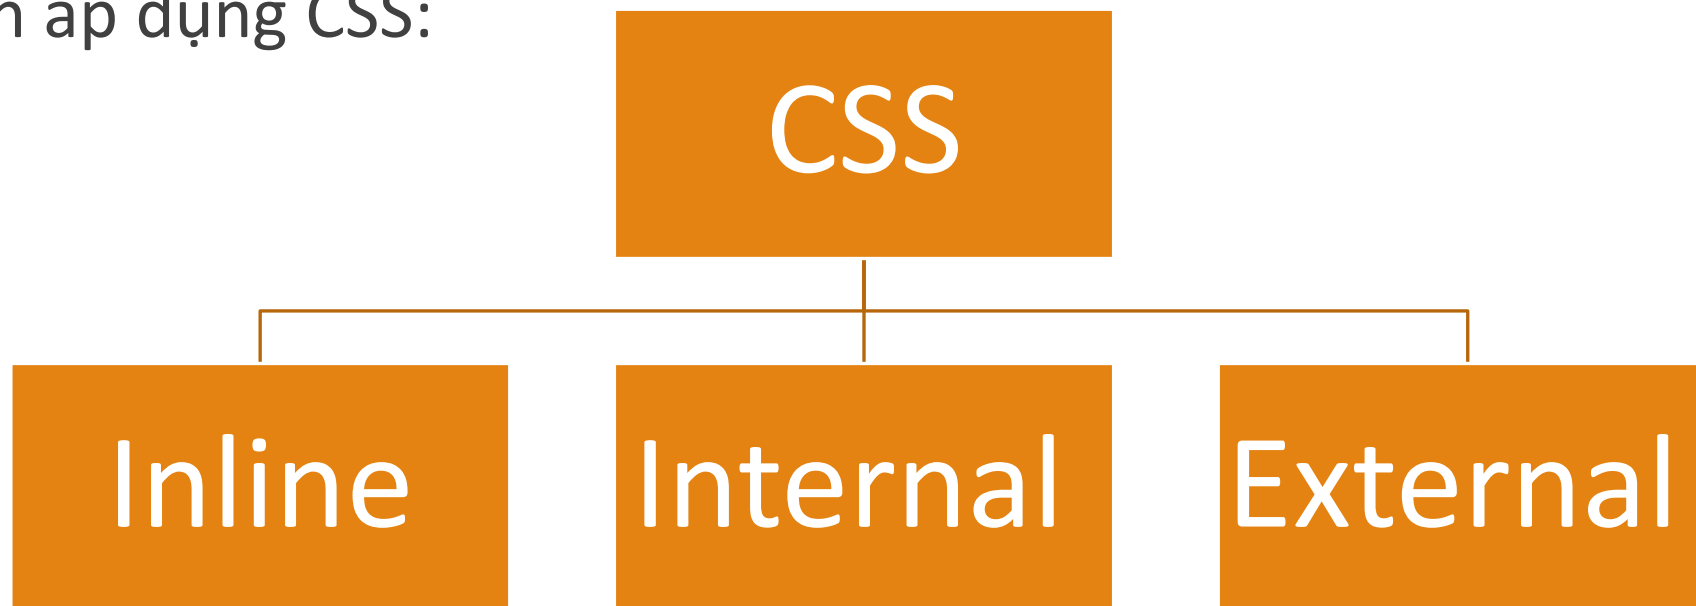 áp dụng CSS:
CSS
Inline
Internal
External